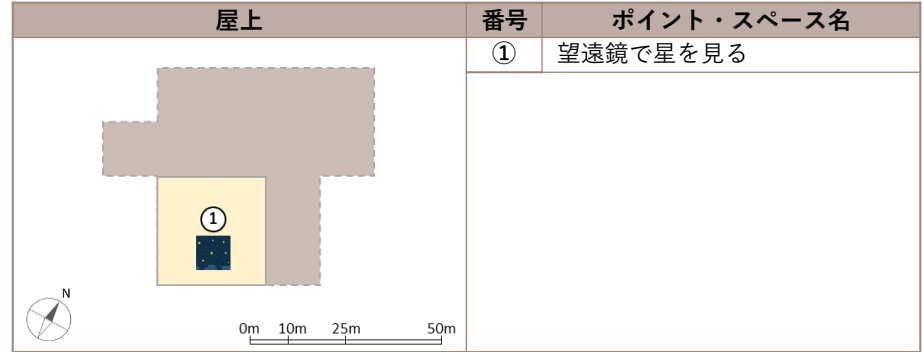 屋上
番号 ポイント・スペース名
① 望遠鏡で星を見る
①
N
0m 10m 25m 50m